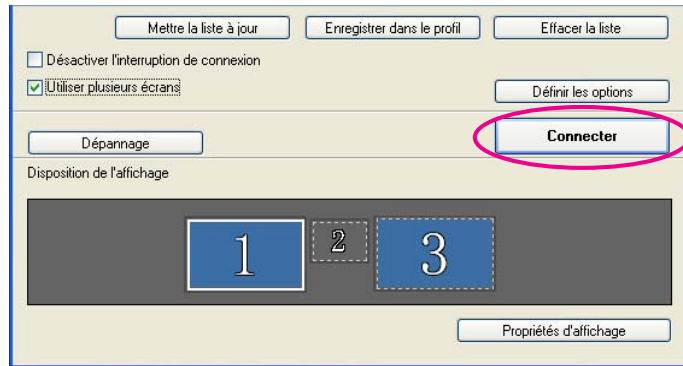 Mettre la liste à jour Enregistrer dans le profil Effacer la liste
Désactiver l'interruption de connexion
Utiliser plusieurs écrans Définir les options
Dépannage Connecter
Disposition de l'affichage
1 2 3
Propriétés d'affichage